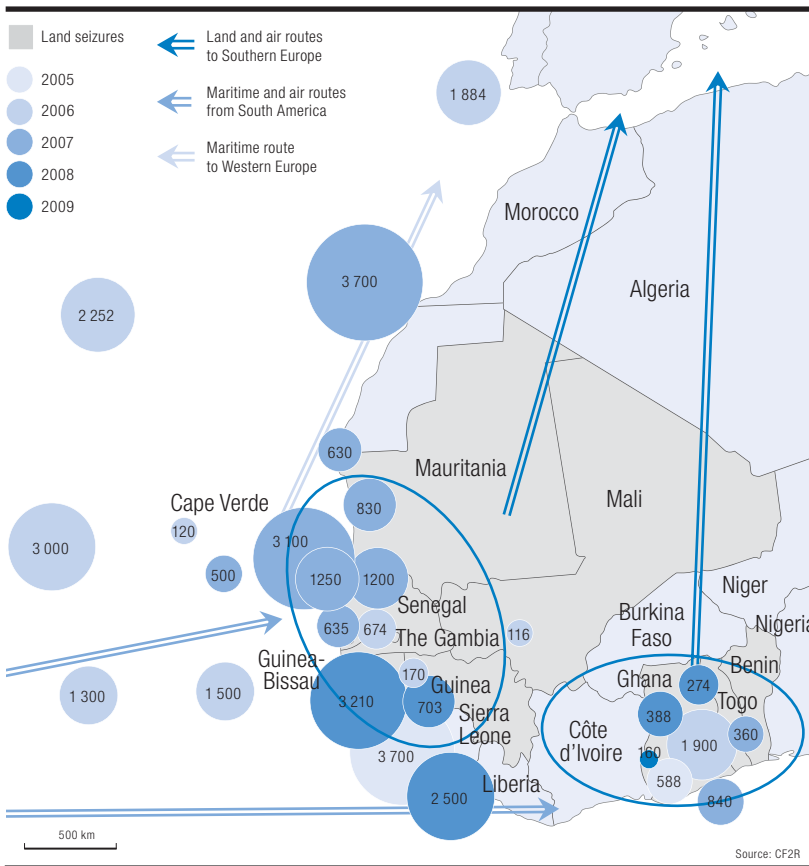 Land seizures
2005
2006
2007
2008
2009
Land and air routes
to Southern Europe
Maritime and air routes
from South America
Maritime route
to Western Europe
1 884
Morocco
3 700
Algeria
2 252
630
Mauritania
Mali
Cape Verde
830
120
3 100
3 000
500
1250
1200
Niger
Senegal
Burkina
Faso
Nigeria
635
674
The Gambia
116
Guinea-
Bissau
170
Guinea
Benin
Ghana
274
Togo
1 300
1 500
3 210
703
Sierra
Leone
388
Côte
d'Ivoire
360
160
1 900
3 700
588
Liberia
2 500
840
500 km
Source: CF2R